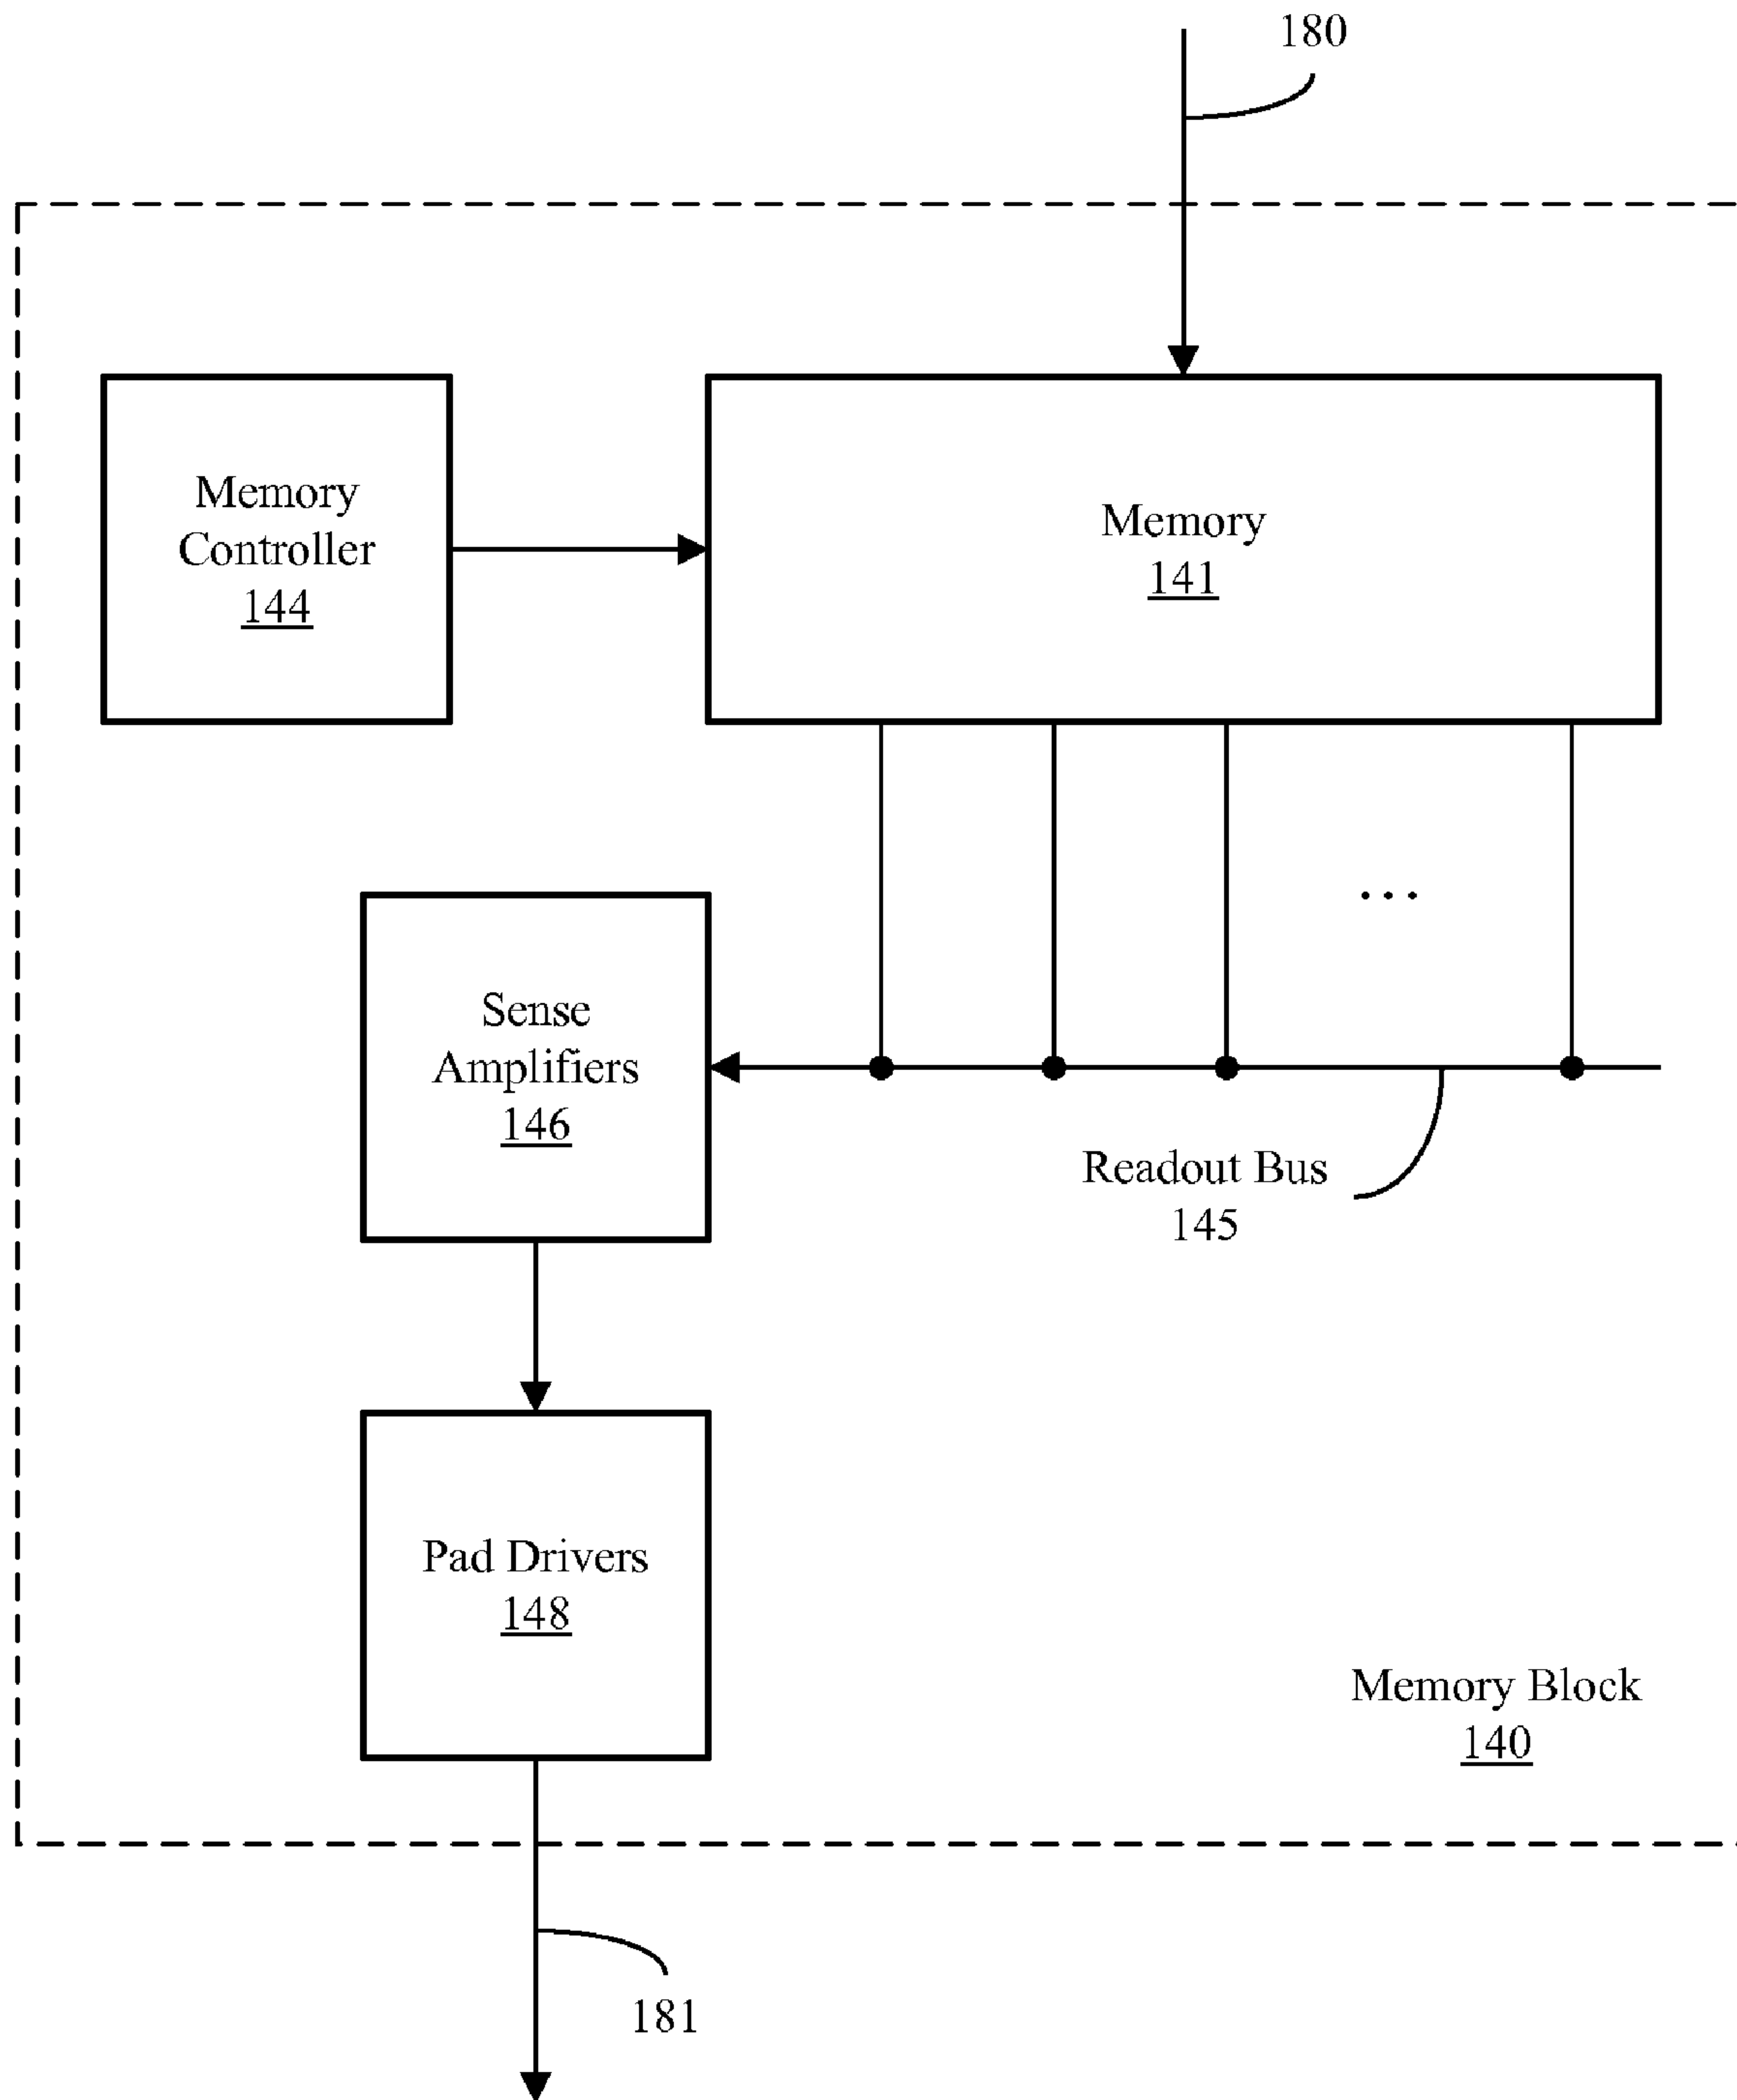 180
Memory
Controller
144
Memory
141
...
Sense
Amplifiers
146
Readout Bus
145
Pad Drivers
148
Memory Block
140
181